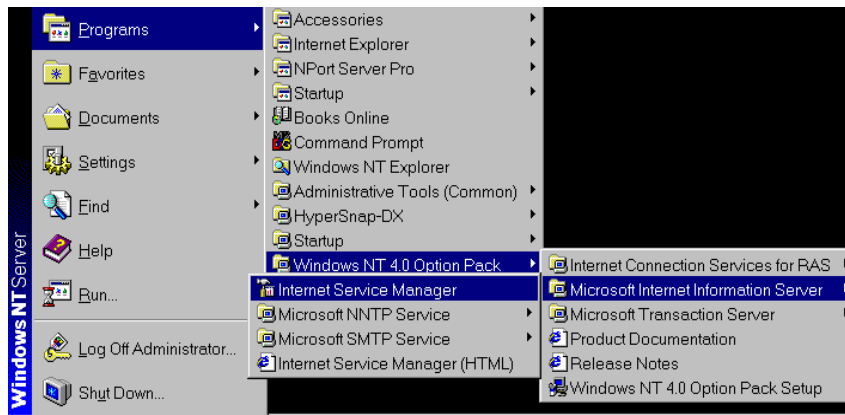 Windows NT Server
Programs
Favorites
Documents
Settings
Find
Help
Run...
Log Off Administrator...
Shut Down...
Accessories
Internet Explorer
NPort Server Pro
Startup
Books Online
Command Prompt
Windows NT Explorer
Administrative Tools (Common)
HyperSnap-DX
Startup
Windows NT 4.0 Option Pack
Internet Service Manager
Microsoft NNTP Service
Microsoft SMTP Service
Internet Service Manager (HTML)
Internet Connection Services for RAS
Microsoft Internet Information Server
Microsoft Transaction Server
Product Documentation
Release Notes
Windows NT 4.0 Option Pack Setup